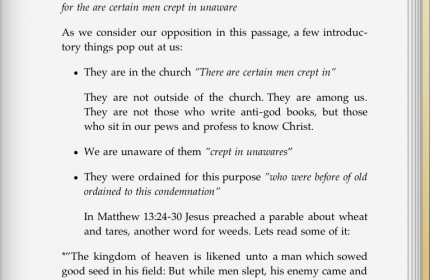 for the are certain men crept in unaware
As we consider our opposition in this passage, a few introduc-
tory things pop out at us:
• They are in the church "There are certain men crept in"
They are not outside of the church. They are among us.
They are not those who write anti-god books, but those
who sit in our pews and profess to know Christ.
• We are unaware of them "crept in unawares"
• They were ordained for this purpose "who were before of old
ordained to this condemnation"
In Matthew 13:24-30 Jesus preached a parable about wheat
and tares, another word for weeds. Lets read some of it:
*"The kingdom of heaven is likened unto a man which sowed
good seed in his field: But while men slept, his enemy came and